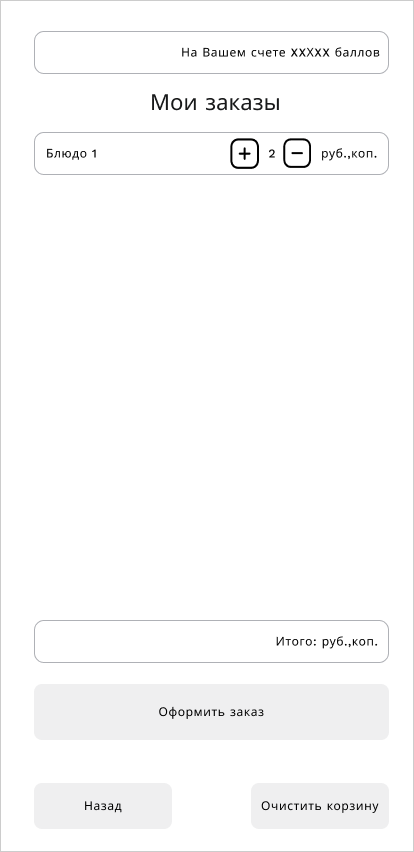 На Вашем счете XXXXX баллов
Мои заказы
Блюдо 1 + 2 − руб.,коп.
Итого: руб.,коп.
Оформить заказ
Назад Очистить корзину